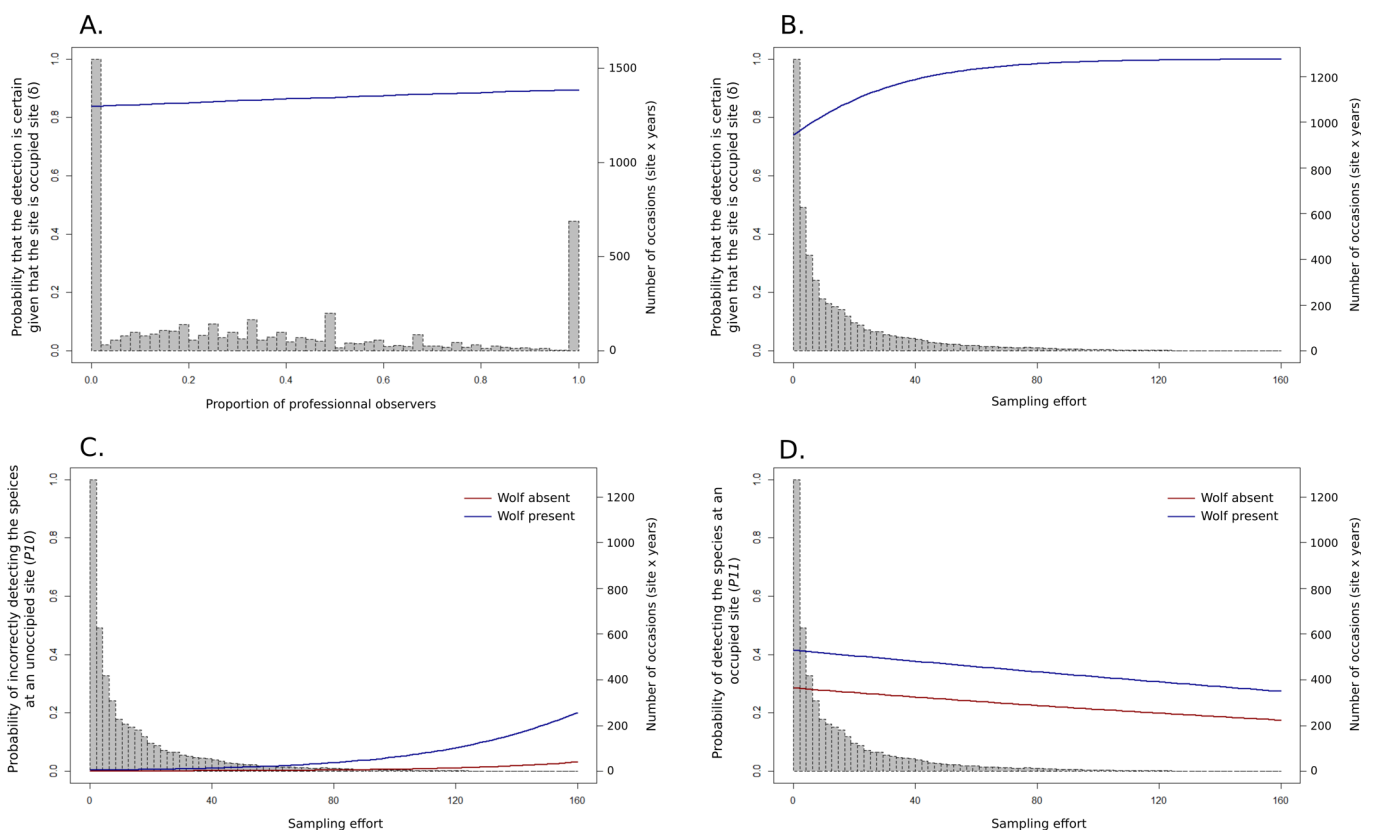 A.
Probability that the detection is certain
given that the site is occupied site (δ)
1.0
0.8
0.6
0.4
0.2
0.0
0.0
0.2
0.4
0.6
0.8
1.0
1500
1000
500
0
Number of occasions (site x years)
Proportion of professionnal observers
B.
Probability that the detection is certain
given that the site is occupied site (δ)
1.0
0.8
0.6
0.4
0.2
0.0
0
40
80
120
160
1200
1000
800
600
400
200
0
Number of occasions (site x years)
Sampling effort
C.
Probability of incorrectly detecting the speices
at an unoccipied site (P10)
1.0
0.8
0.6
0.4
0.2
0.0
Wolf absent
Wolf present
0
40
80
120
160
1200
1000
800
600
400
200
0
Number of occasions (site x years)
Sampling effort
D.
Probability of detecting the species at an
occupied site (P11)
1.0
0.8
0.6
0.4
0.2
0.0
Wolf absent
Wolf present
0
40
80
120
160
1200
1000
800
600
400
200
0
Number of occasions (site x years)
Sampling effort